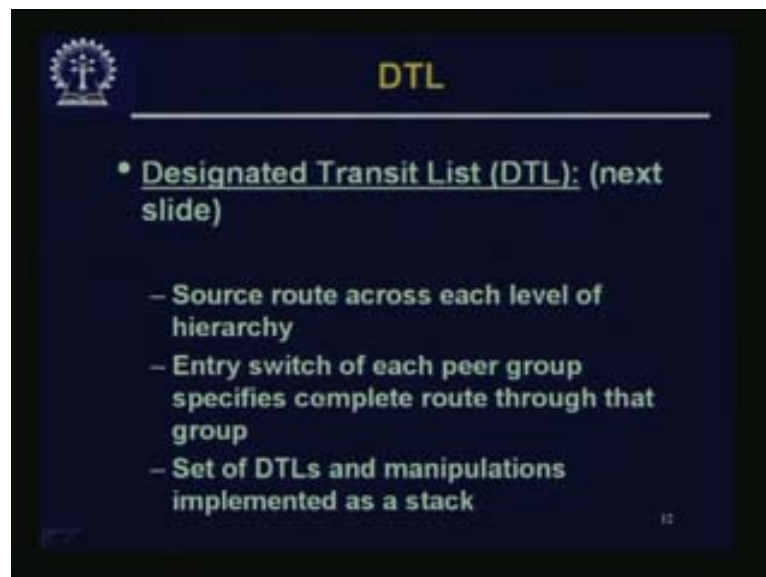 DTL
• Designated Transit List (DTL): (next
slide)
– Source route across each level of
hierarchy
– Entry switch of each peer group
specifies complete route through that
group
– Set of DTLs and manipulations
implemented as a stack